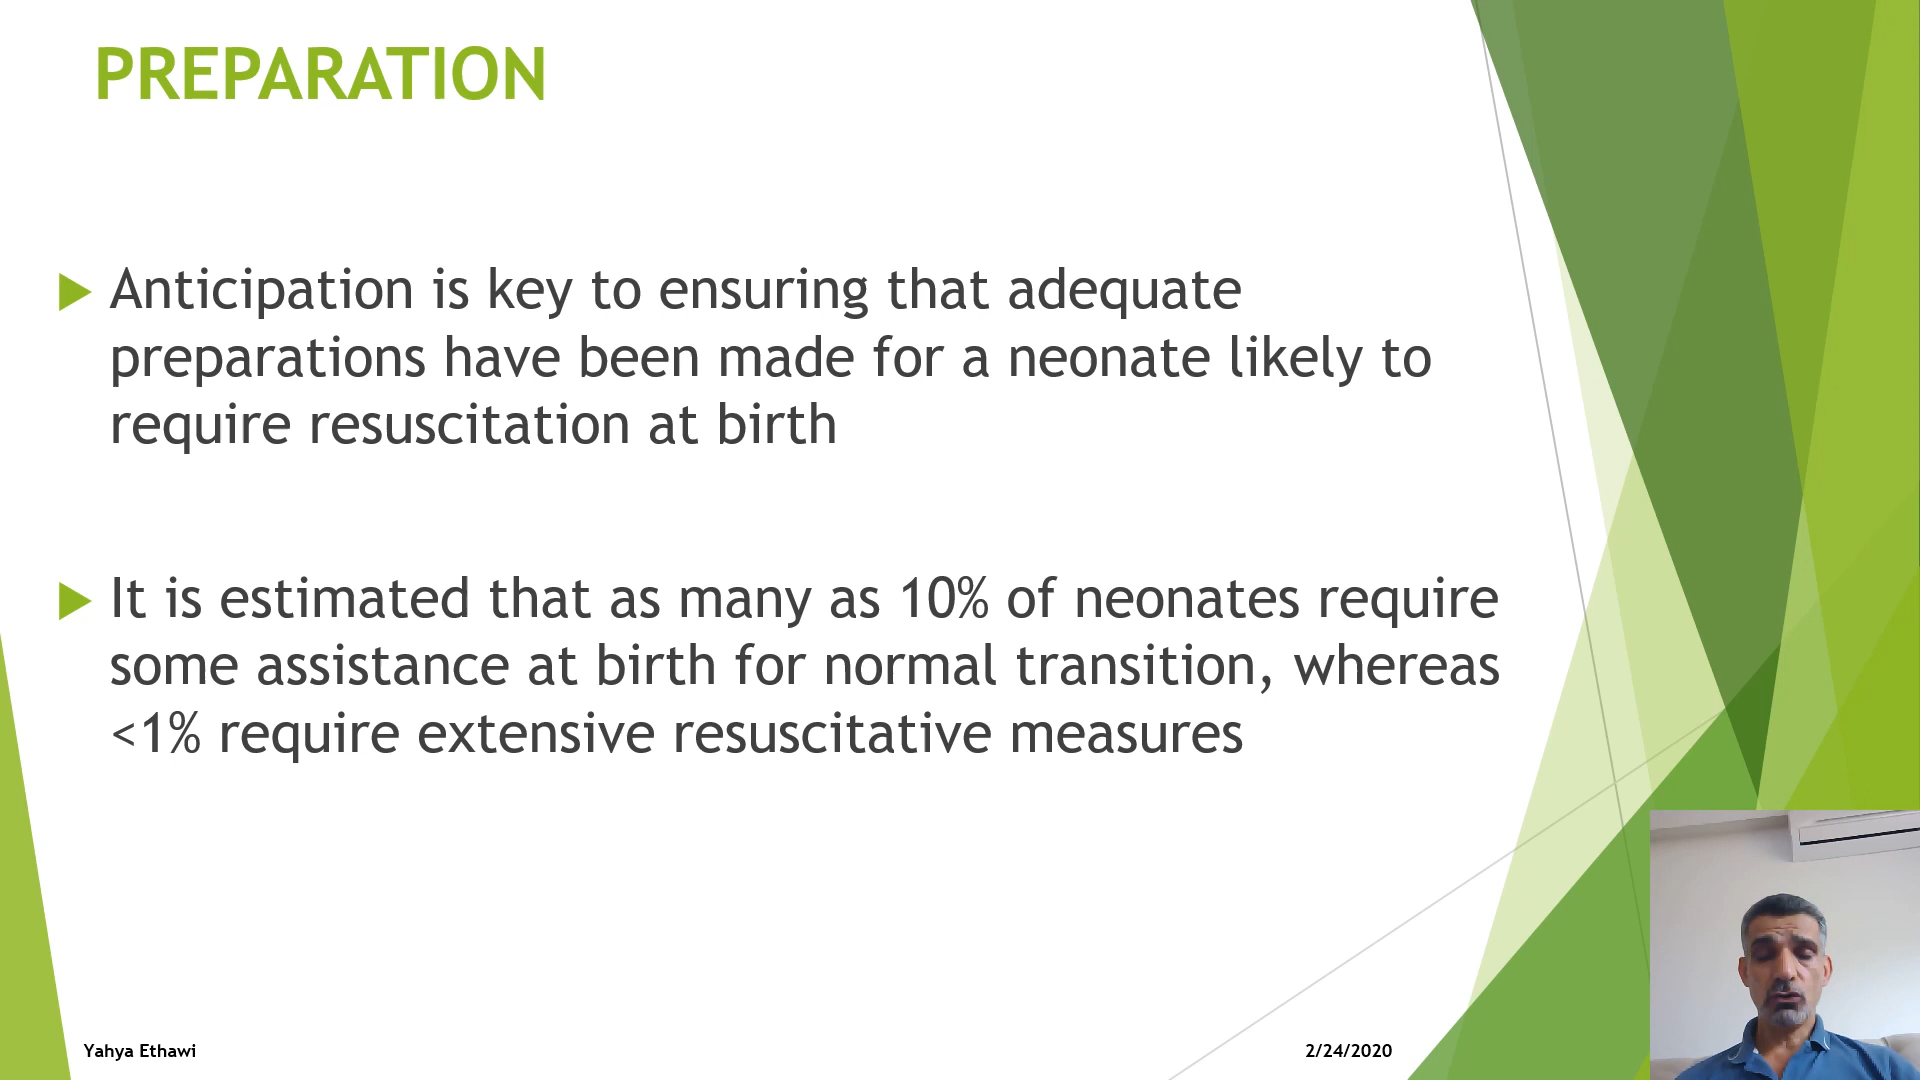 PREPARATION
Anticipation is key to ensuring that adequate
preparations have been made for a neonate likely to
require resuscitation at birth
It is estimated that as many as 10% of neonates require
some assistance at birth for normal transition, whereas
<1% require extensive resuscitative measures
Yahya Ethawi
2/24/2020